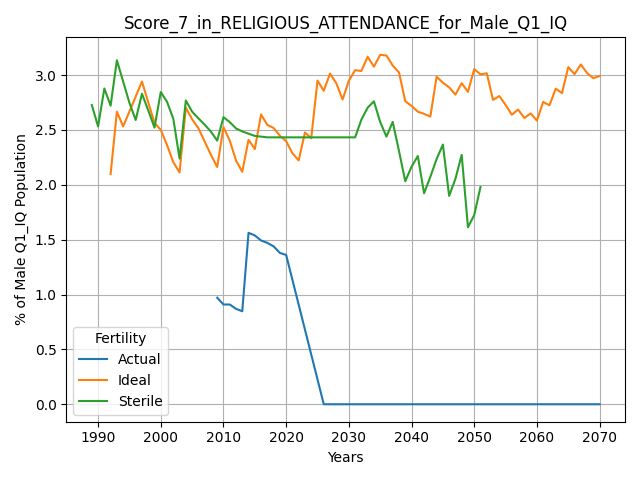 Score_7_in_RELIGIOUS_ATTENDANCE_for_Male_Q1_IQ
% of Male Q1_IQ Population
3.0
2.5
2.0
1.5
1.0
0.5
0.0
Fertility
Actual
Ideal
Sterile
1990 2000 2010 2020 2030 2040 2050 2060 2070
Years